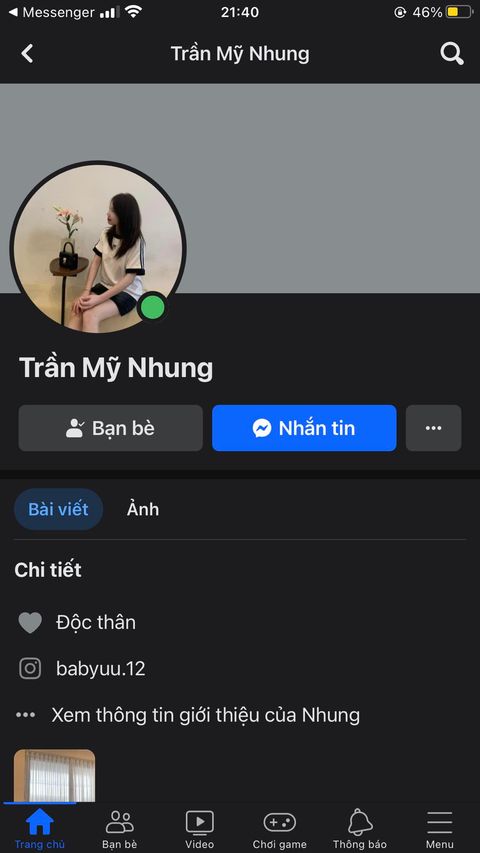 Messenger 21:40 46%
Trần Mỹ Nhung
Trần Mỹ Nhung
Bạn bè Nhắn tin
Bài viết Ảnh
Chi tiết
Độc thân
babyuu.12
Xem thông tin giới thiệu của Nhung
Trang chủ Bạn bè Video Chơi game Thông báo Menu